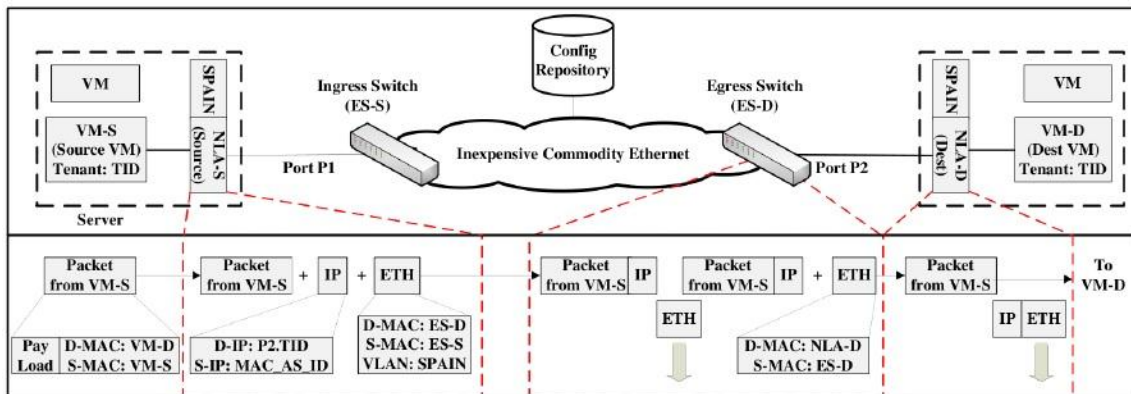 Config
Repository
Ingress Switch
(ES-S)
Egress Switch
(ES-D)
VM
SPAIN
VM-S
(Source VM)
Tenant: TID
NLA-S
(Source)
Port P1
Inexpensive Commodity Ethernet
Port P2
SPAIN
NLA-D
(Dest)
VM
VM-D
(Dest VM)
Tenant: TID
Server
Packet
from VM-S
Packet
from VM-S
+
IP
+
ETH
Packet
from VM-S
IP
Packet
from VM-S
IP
+
ETH
Packet
from VM-S
To
VM-D
ETH
IP
ETH
Pay
Load
D-MAC: VM-D
S-MAC: VM-S
D-IP: P2.TID
S-IP: MAC_AS_ID
D-MAC: ES-D
S-MAC: ES-S
VLAN: SPAIN
D-MAC: NLA-D
S-MAC: ES-D